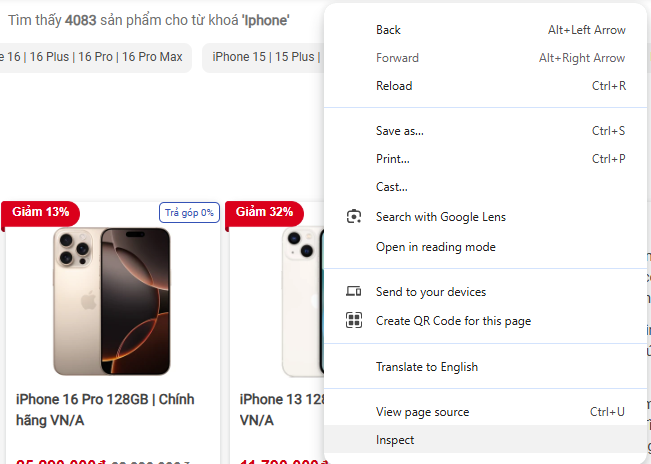 Tìm thấy 4083 sản phẩm cho từ khoá 'Iphone'
16 | 16 Plus | 16 Pro | 16 Pro Max
iPhone 15 | 15 Plus |
Giảm 13%
Trả góp 0%
Giảm 32%
iPhone 16 Pro 128GB | Chính
hãng VN/A
iPhone 13
VN/A
Back Alt+Left Arrow
Forward Alt+Right Arrow
Reload Ctrl+R
Save as... Ctrl+S
Print... Ctrl+P
Cast...
Search with Google Lens
Open in reading mode
Send to your devices
Create QR Code for this page
Translate to English
View page source Ctrl+U
Inspect